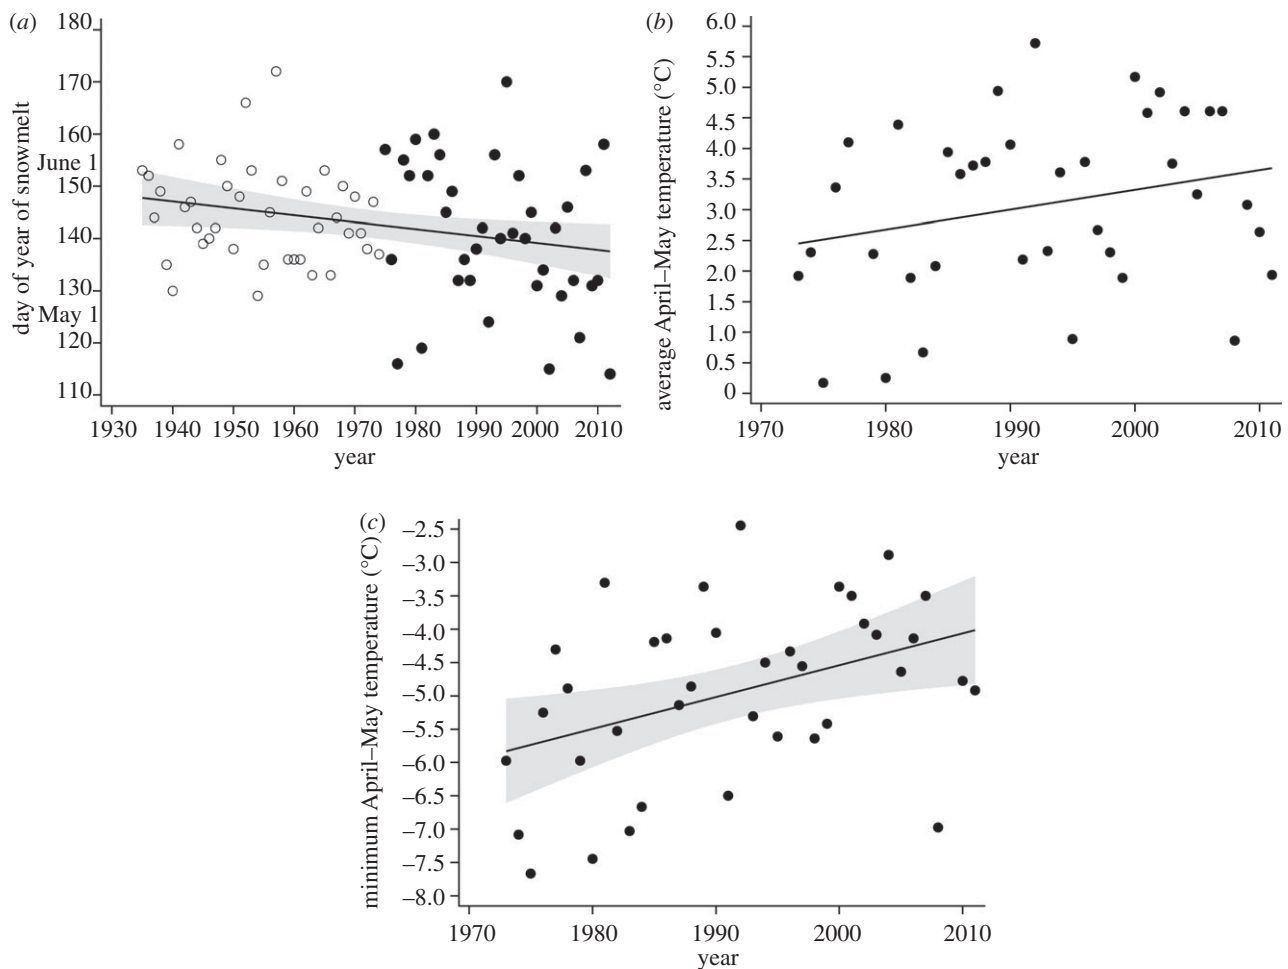 (a)
180
170
160
June 1
150
140
130
May 1
120
110
day of year of snowmelt
1930 1940 1950 1960 1970 1980 1990 2000 2010
year
(b)
6.0
5.5
5.0
4.5
4.0
3.5
3.0
2.5
2.0
1.5
1.0
0.5
0
average April–May temperature (°C)
1970 1980 1990 2000 2010
year
(c)
–2.5
–3.0
–3.5
–4.0
–4.5
–5.0
–5.5
–6.0
–6.5
–7.0
–7.5
–8.0
minimum April–May temperature (°C)
1970 1980 1990 2000 2010
year